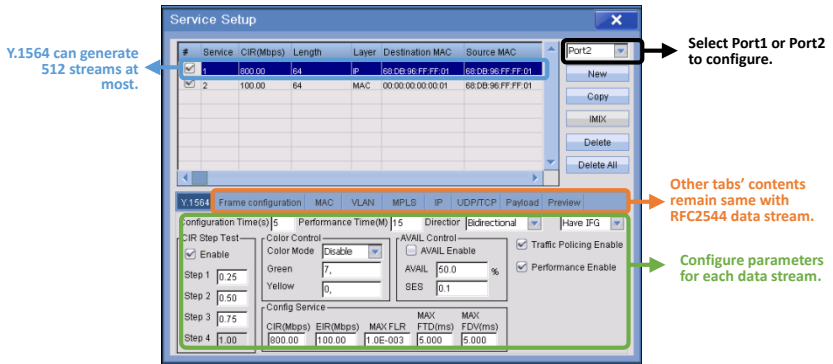 Service Setup
X
# Service CIR(Mbps) Length Layer Destination MAC Source MAC
1 800.00 64 IP 68:DB:96:FF:FF:01 68:DB:96:FF:FF:01
2 100.00 64 MAC 00:00:00:00:00:01 68:DB:96:FF:FF:01
Port2
New
Copy
IMIX
Delete
Delete All
Y.1564 can generate
512 streams at
most.
Select Port1 or Port2
to configure.
Y.1564 Frame configuration MAC VLAN MPLS IP UDP/TCP Payload Preview
Other tabs' contents
remain same with
RFC2544 data stream.
Configuration Time(s) 5 Performance Time(M) 15 Direction Bidirectional Have IFG
CIR Step Test
Enable
Step 1 0.25
Step 2 0.50
Step 3 0.75
Step 4 1.00
Color Control
Color Mode Disable
Green 7,
Yellow 0,
AVAIL Control
AVAIL Enable
AVAIL 50.0 %
SES 0.1
Traffic Policing Enable
Performance Enable
Config Service
CIR(Mbps) EIR(Mbps) MAX FLR MAX FTD(ms) MAX FDV(ms)
800.00 100.00 1.0E-003 5.000 5.000
Configure parameters
for each data stream.